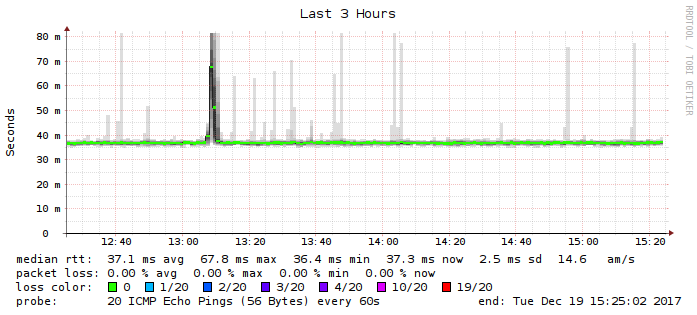 Last 3 Hours
RRDTOOL / TOBI OETIKER
Seconds
80 m
70 m
60 m
50 m
40 m
30 m
20 m
10 m
0
12:40 13:00 13:20 13:40 14:00 14:20 14:40 15:00 15:20
median rtt: 37.1 ms avg 67.8 ms max 36.4 ms min 37.3 ms now 2.5 ms sd 14.6 am/s
packet loss: 0.00 % avg 0.00 % max 0.00 % min 0.00 % now
loss color: 0 1/20 2/20 3/20 4/20 10/20 19/20
probe: 20 ICMP Echo Pings (56 Bytes) every 60s end: Tue Dec 19 15:25:02 2017